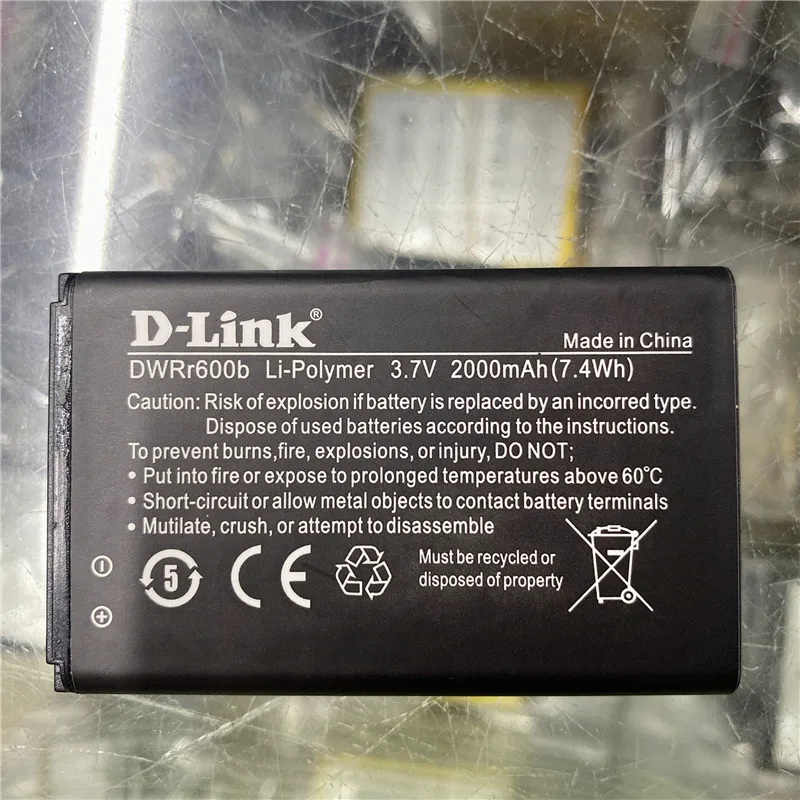 D-Link®
Made in China
DWRr600b Li-Polymer 3.7V 2000mAh(7.4Wh)
Caution: Risk of explosion if battery is replaced by an incorred type.
Dispose of used batteries according to the instructions.
To prevent burns,fire, explosions, or injury, DO NOT;
• Put into fire or expose to prolonged temperatures above 60℃
• Short-circuit or allow metal objects to contact battery terminals
• Mutilate, crush, or attempt to disassemble
5 CE Must be recycled or
disposed of property